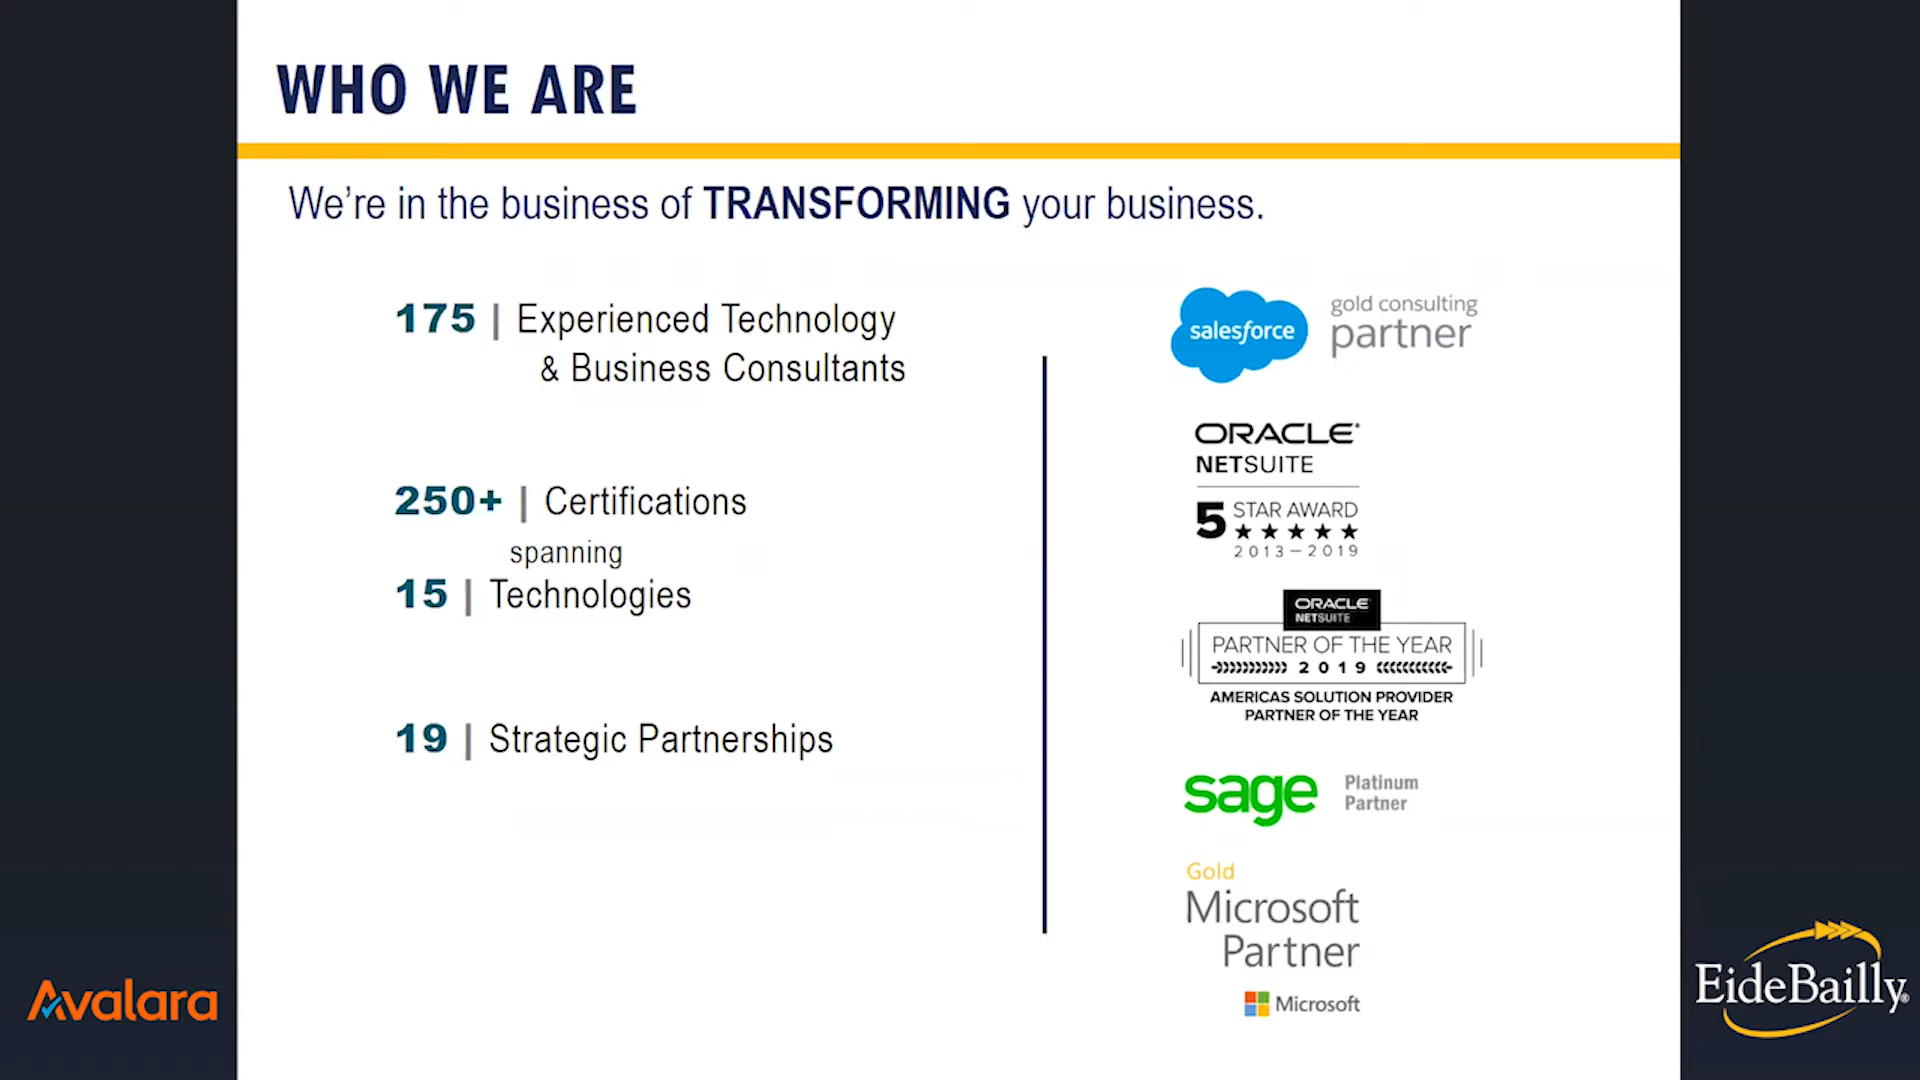 WHO WE ARE
We're in the business of TRANSFORMING your business.
175 | Experienced Technology
& Business Consultants
250+ | Certifications
spanning
15 | Technologies
19 | Strategic Partnerships
salesforce
gold consulting
partner
ORACLE®
NETSUITE
5 STAR AWARD
★★★★★
2013–2019
ORACLE
NETSUITE
PARTNER OF THE YEAR
2019
AMERICAS SOLUTION PROVIDER
PARTNER OF THE YEAR
sage
Platinum
Partner
Gold
Microsoft
Partner
Microsoft
Avalara
EideBailly®